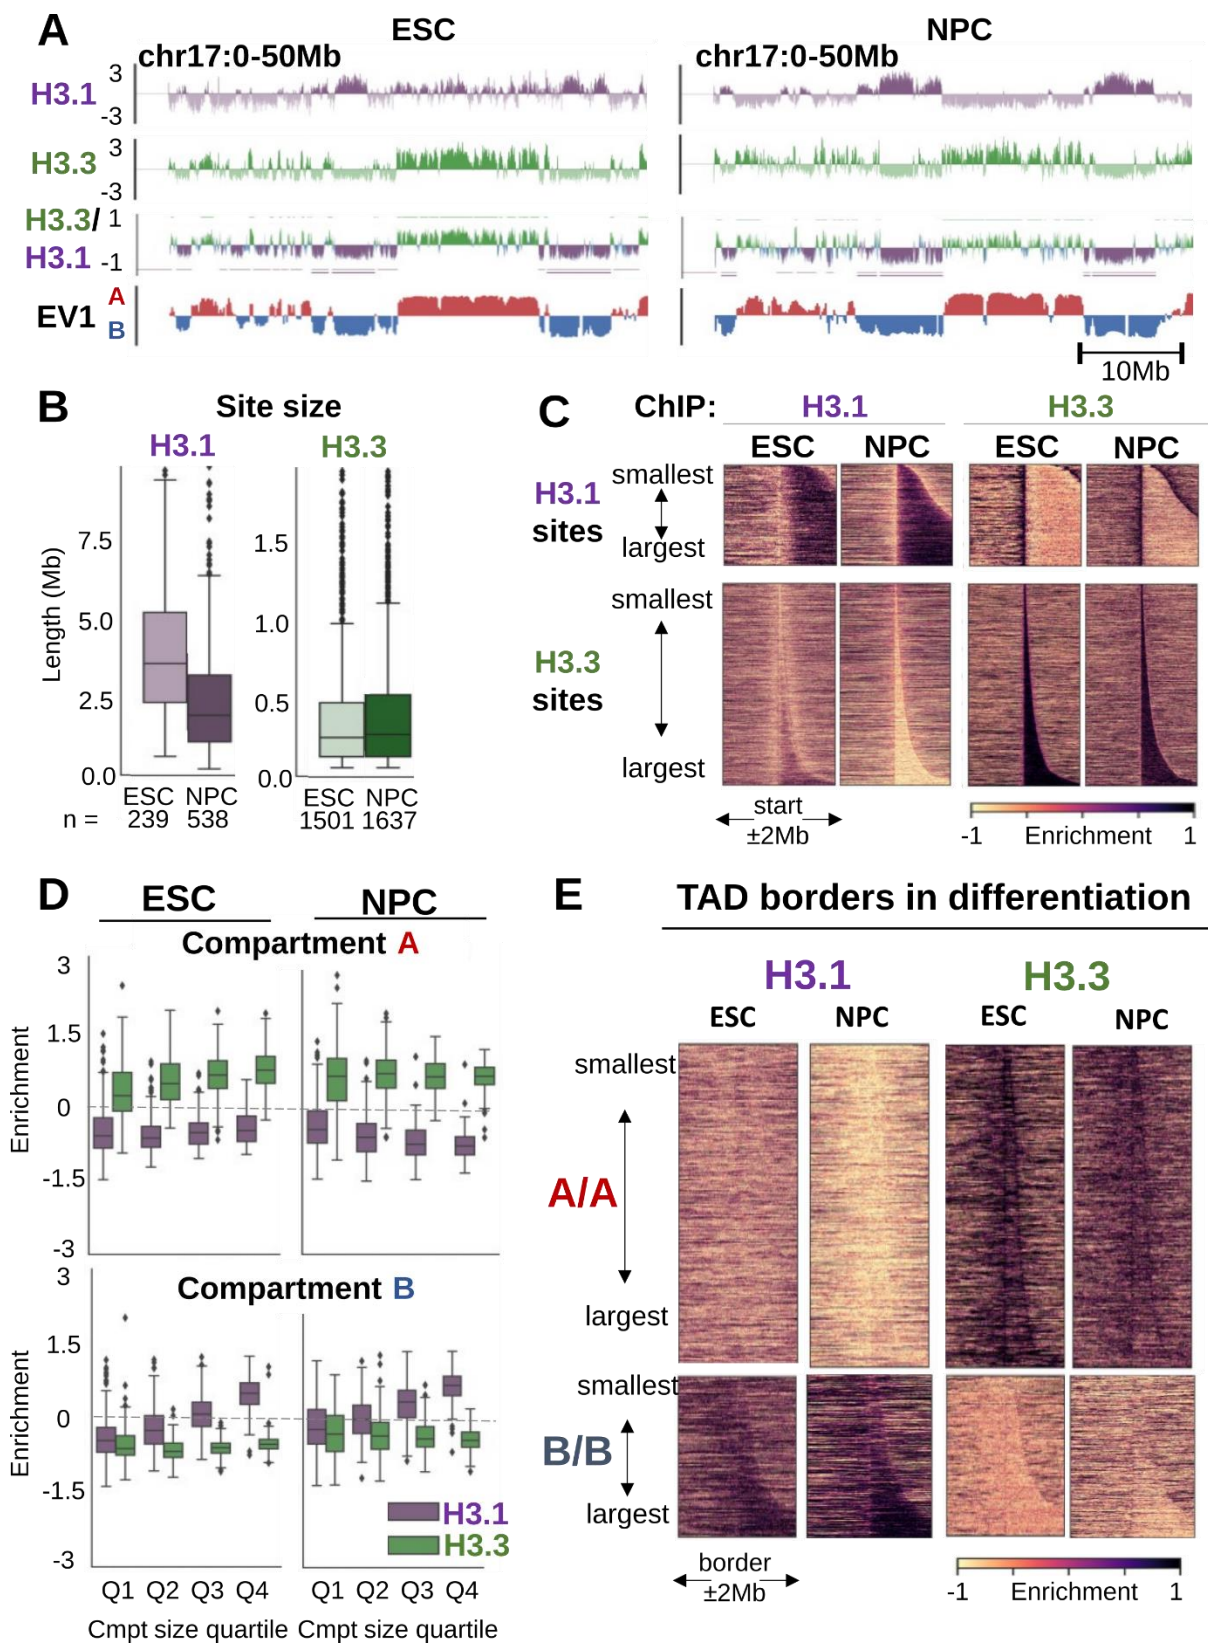 A
ESC
NPC
chr17:0-50Mb
chr17:0-50Mb
H3.1
3
-3
H3.3
3
-3
H3.3/
H3.1
1
-1
EV1
A
B
10Mb
B
Site size
H3.1
H3.3
Length (Mb)
7.5
5.0
2.5
0.0
1.5
1.0
0.5
0.0
ESC NPC
ESC NPC
n = 239 538
1501 1637
C
ChIP:
H3.1
H3.3
ESC NPC
ESC NPC
H3.1
sites
smallest
largest
H3.3
sites
smallest
largest
start
±2Mb
-1 Enrichment 1
D
ESC
NPC
Compartment A
Enrichment
3
1.5
0
-1.5
-3
Compartment B
Enrichment
3
1.5
0
-1.5
-3
H3.1
H3.3
Q1 Q2 Q3 Q4
Q1 Q2 Q3 Q4
Cmpt size quartile
Cmpt size quartile
E
TAD borders in differentiation
H3.1
H3.3
ESC NPC
ESC NPC
smallest
A/A
largest
smallest
B/B
largest
border
±2Mb
-1 Enrichment 1